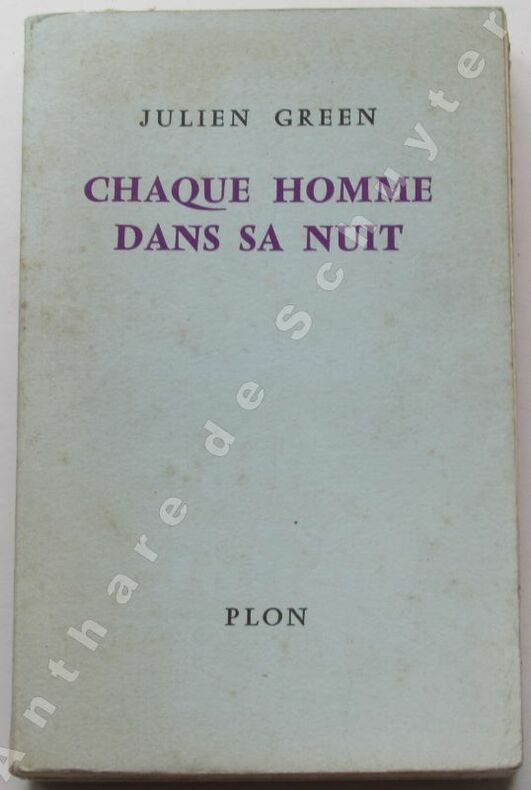 JULIEN GREEN
CHAQUE HOMME
DANS SA NUIT
PLON
Anthare de Schuyter